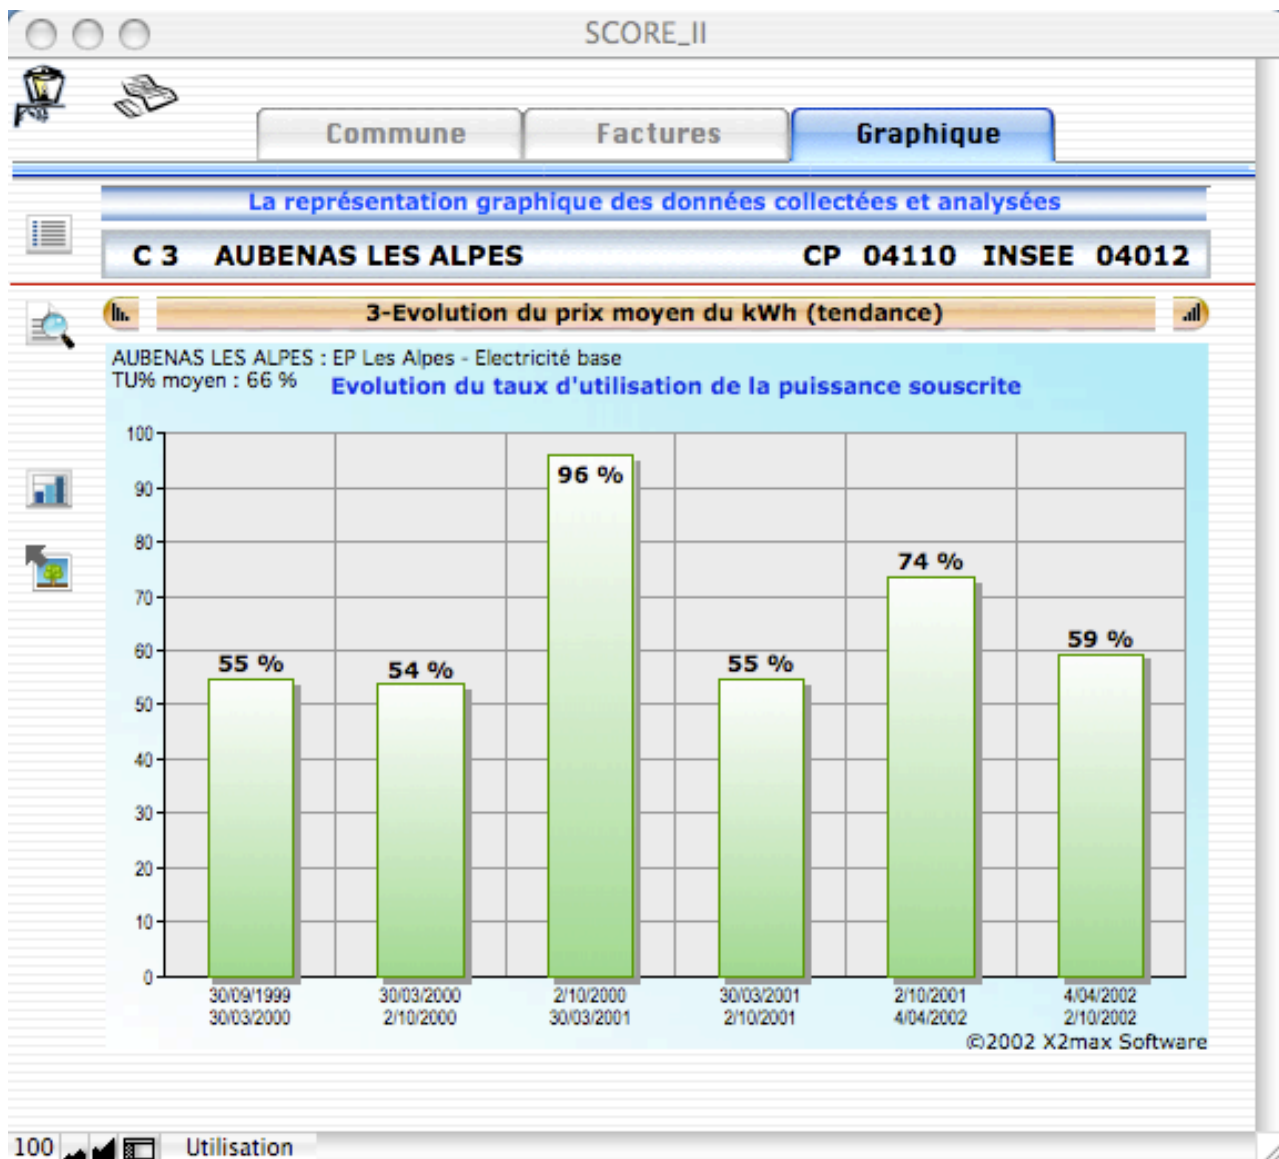 SCORE_II
Commune Factures Graphique
La représentation graphique des données collectées et analysées
C 3 AUBENAS LES ALPES CP 04110 INSEE 04012
3-Evolution du prix moyen du kWh (tendance)
AUBENAS LES ALPES : EP Les Alpes - Electricité base
TU% moyen : 66 % Evolution du taux d'utilisation de la puissance souscrite
100
90
80
70
60
50
40
30
20
10
0
55 % 54 % 96 % 55 % 74 % 59 %
30/09/1999 30/03/2000 2/10/2000 30/03/2001 2/10/2001 4/04/2002
30/03/2000 2/10/2000 30/03/2001 2/10/2001 4/04/2002 2/10/2002
©2002 X2max Software
100 Utilisation